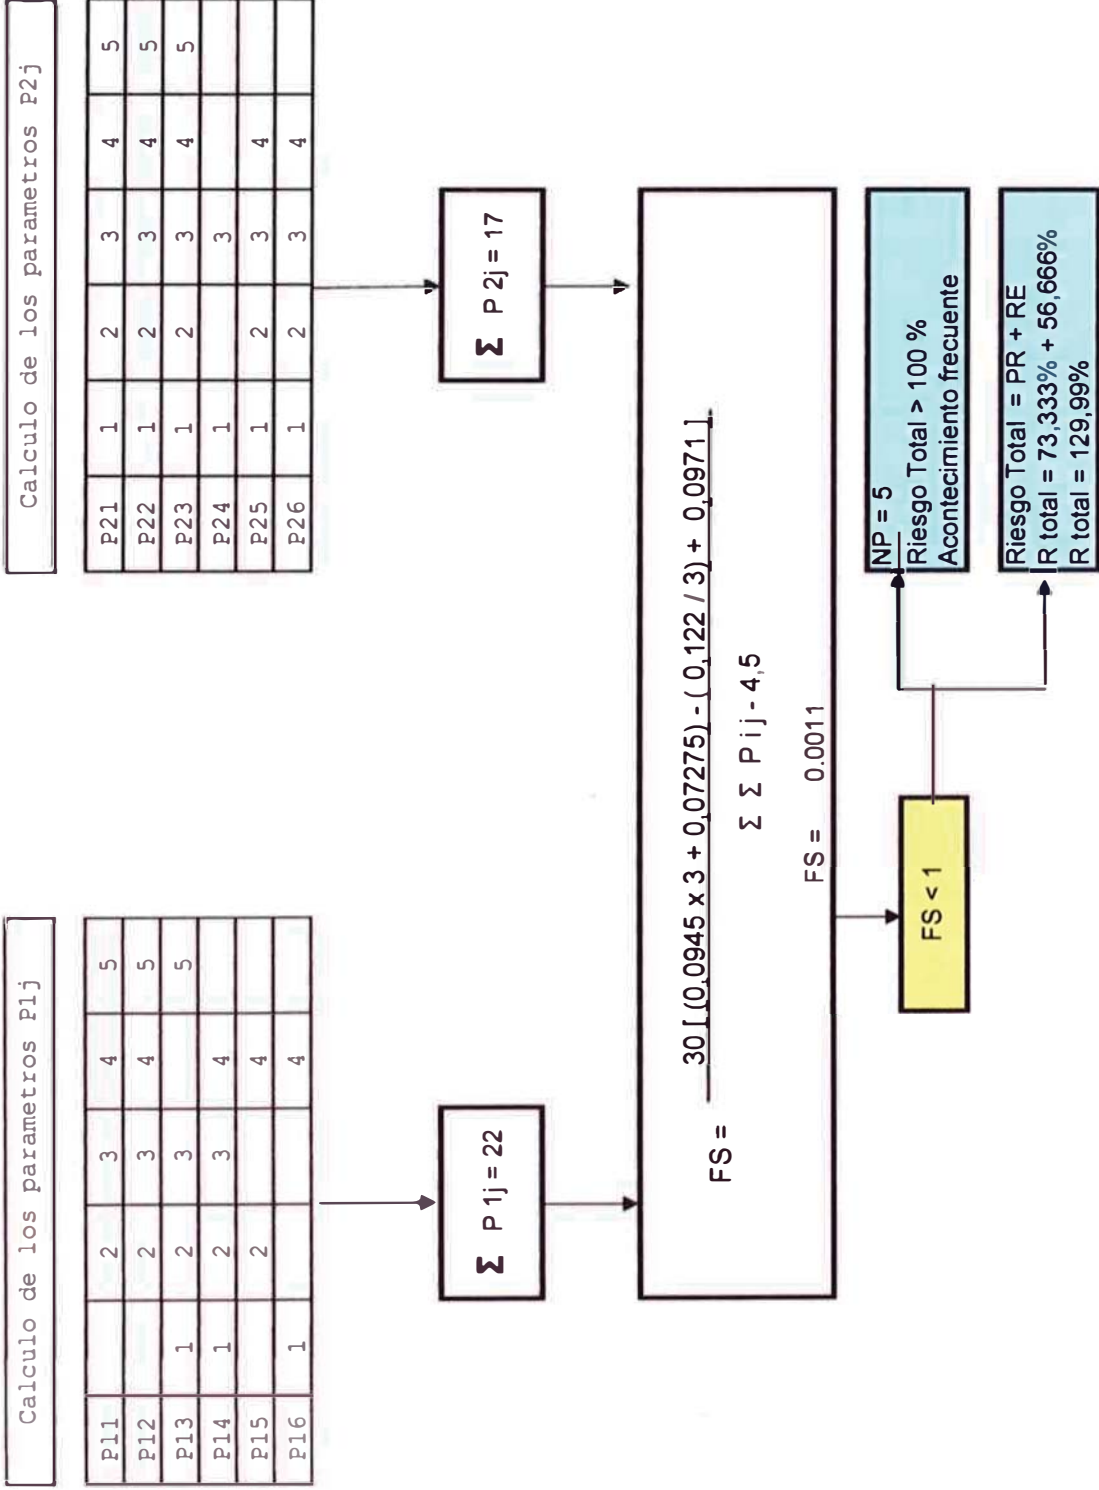 Calculo de los parametros P1j
P11 2 3 4 5
P12 2 3 4 5
P13 1 2 3 5
P14 1 2 3 4
P15 2 4
P16 1 4
Calculo de los parametros P2j
P21 1 2 3 4 5
P22 1 2 3 4 5
P23 1 2 3 4 5
P24 1 3
P25 1 2 3 4
P26 1 2 3 4
Σ P 1j = 22
Σ P 2j = 17
30 [ (0,0945 x 3 + 0,07275) - ( 0,122 / 3) + 0,0971 ]
FS =
Σ Σ P i j - 4,5
FS = 0.0011
FS < 1
NP = 5
Riesgo Total > 100 %
Acontecimiento frecuente
Riesgo Total = PR + RE
R total = 73,333% + 56,666%
R total = 129,99%